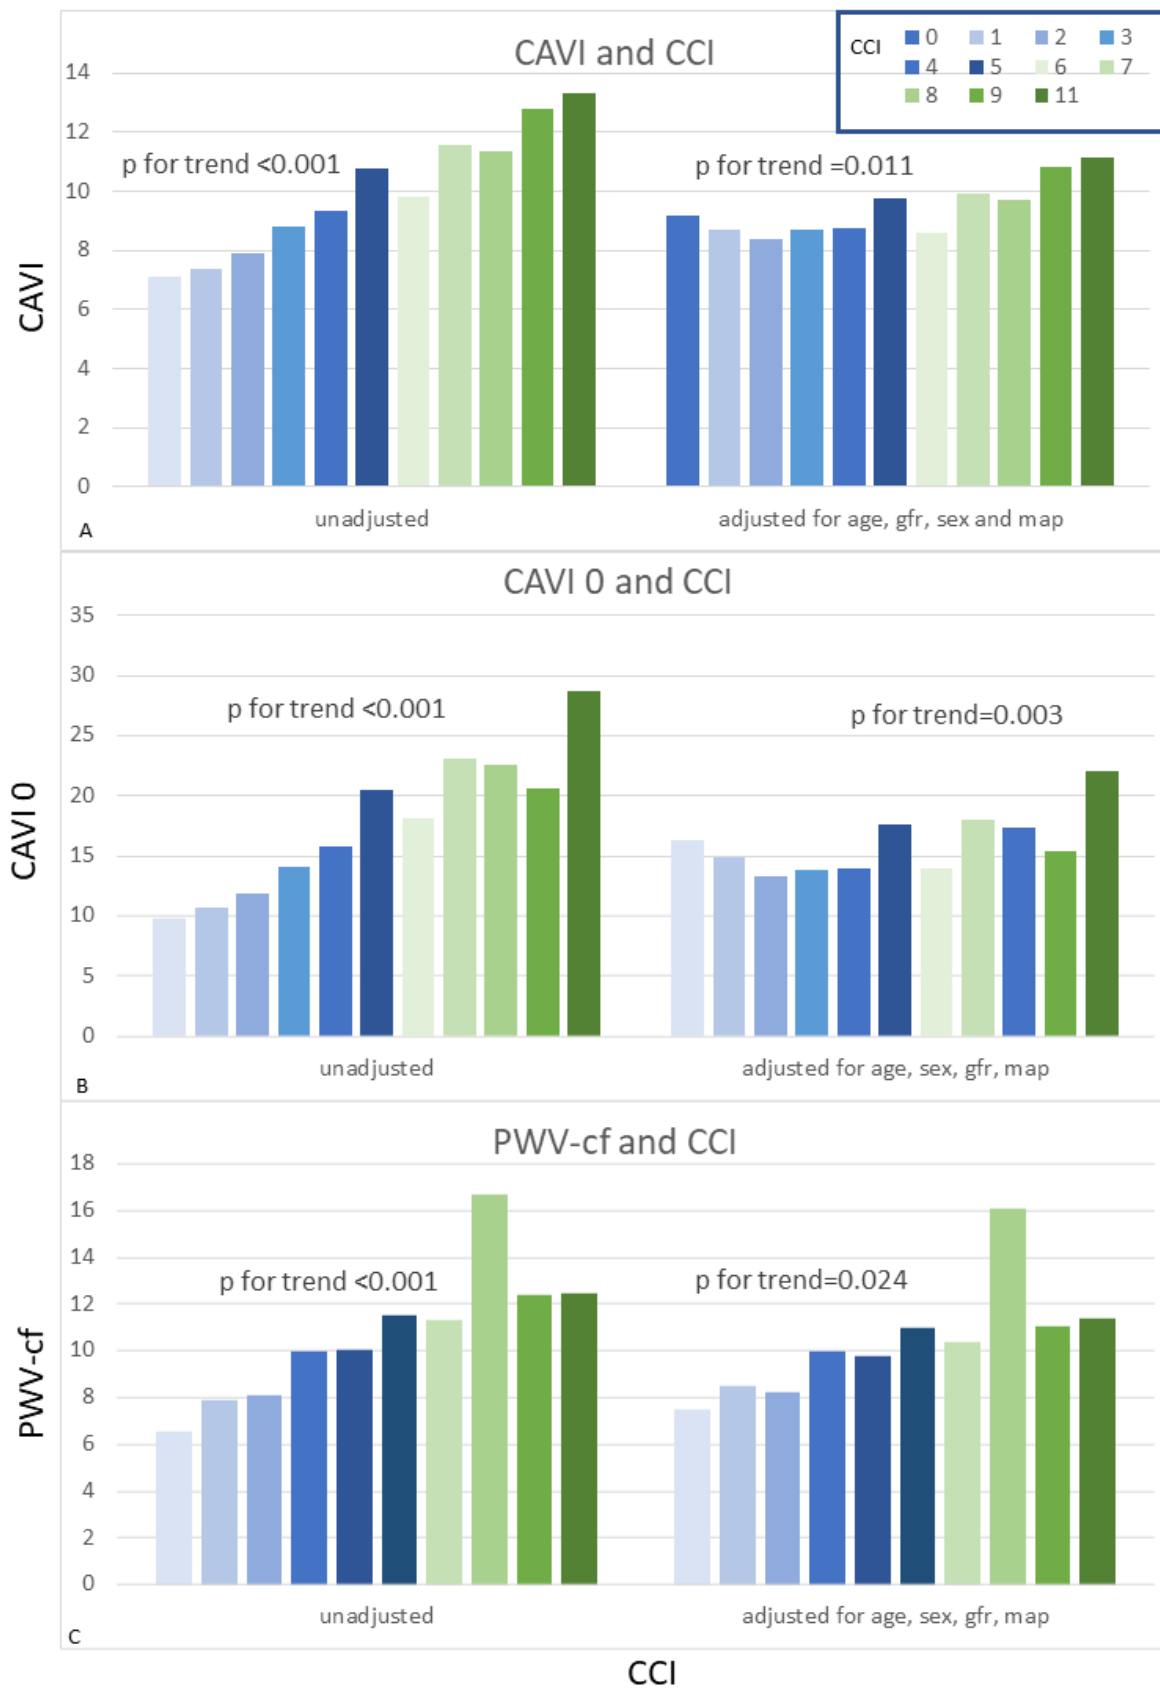 CAVI and CCI
CCI 0 1 2 3
4 5 6 7
8 9 11
14
12
10
8
6
4
2
0
CAVI
p for trend <0.001
p for trend =0.011
unadjusted
adjusted for age, gfr, sex and map
A
CAVI 0 and CCI
35
30
25
20
15
10
5
0
CAVI 0
p for trend <0.001
p for trend=0.003
unadjusted
adjusted for age, sex, gfr, map
B
PWV-cf and CCI
18
16
14
12
10
8
6
4
2
0
PWV-cf
p for trend <0.001
p for trend=0.024
unadjusted
adjusted for age, sex, gfr, map
C
CCI